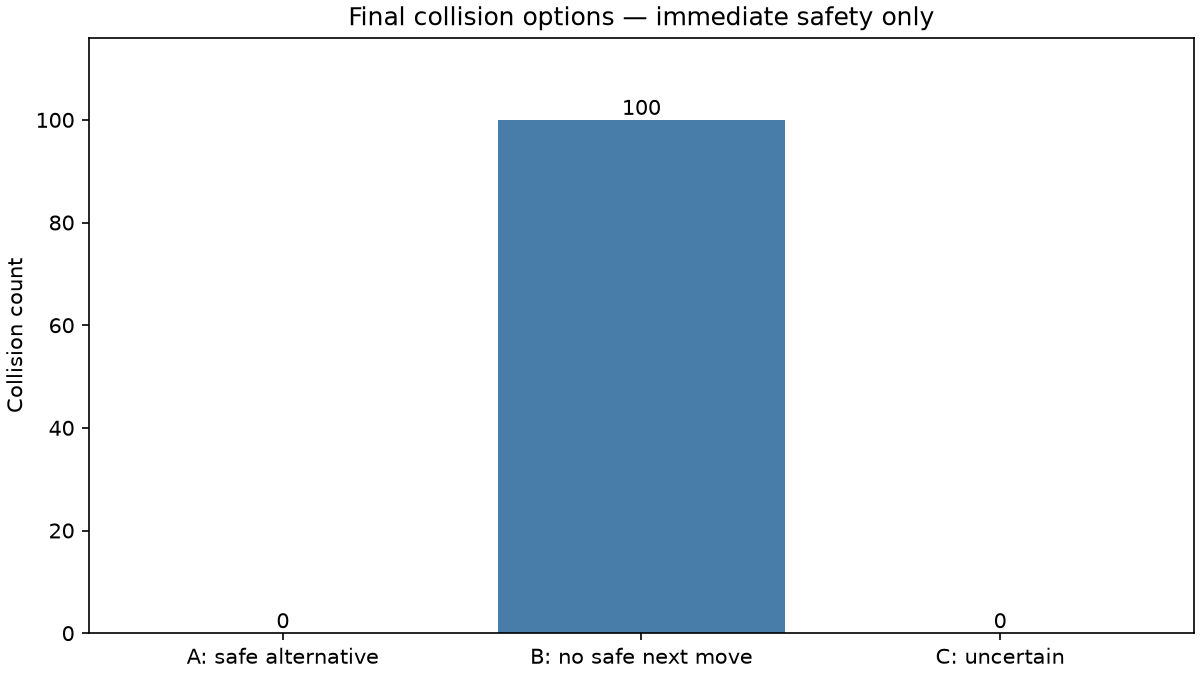 Final collision options — immediate safety only
Collision count
100
80
60
40
20
0
0
100
0
A: safe alternative
B: no safe next move
C: uncertain